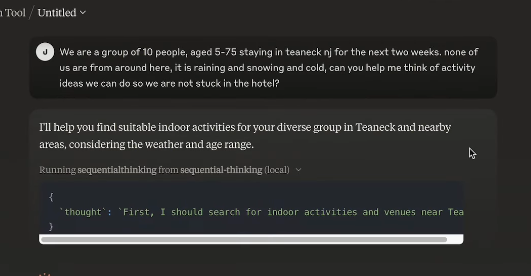 n Tool / Untitled
J
We are a group of 10 people, aged 5-75 staying in teaneck nj for the next two weeks. none of
us are from around here, it is raining and snowing and cold, can you help me think of activity
ideas we can do so we are not stuck in the hotel?
I'll help you find suitable indoor activities for your diverse group in Teaneck and nearby
areas, considering the weather and age range.
Running sequentialthinking from sequential-thinking (local)
{
`thought`: `First, I should search for indoor activities and venues near Tea
}